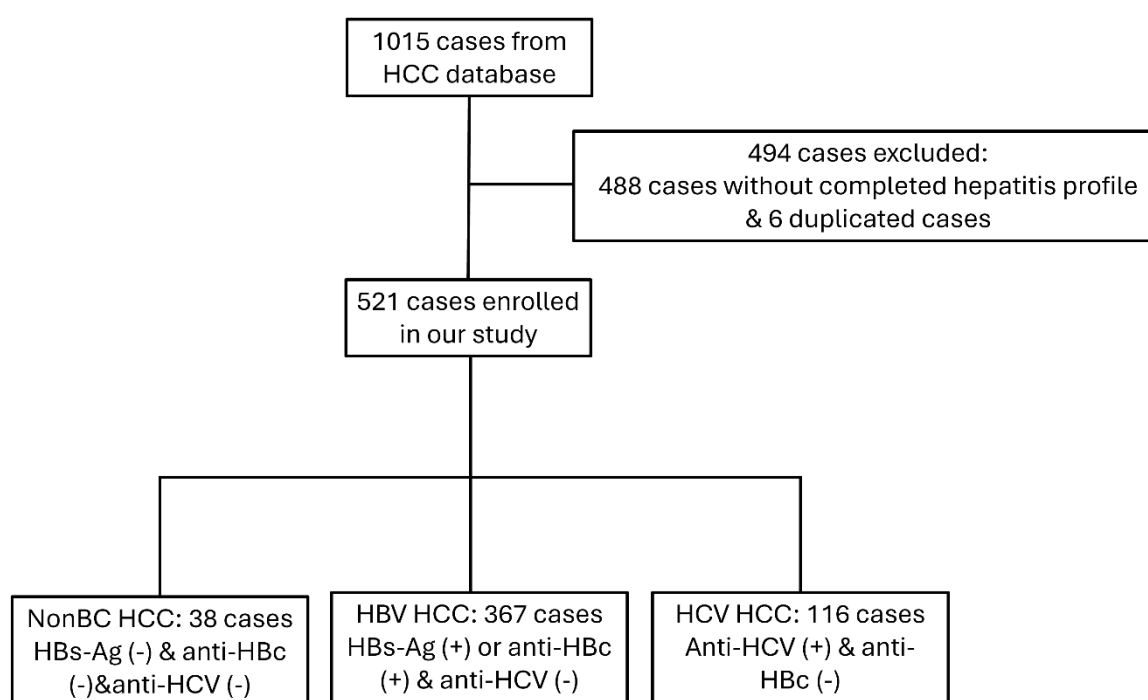 1015 cases from
HCC database
494 cases excluded:
488 cases without completed hepatitis profile
& 6 duplicated cases
521 cases enrolled
in our study
NonBC HCC: 38 cases
HBs-Ag (-) & anti-HBc
(-)&anti-HCV (-)
HBV HCC: 367 cases
HBs-Ag (+) or anti-HBc
(+) & anti-HCV (-)
HCV HCC: 116 cases
Anti-HCV (+) & anti-
HBc (-)